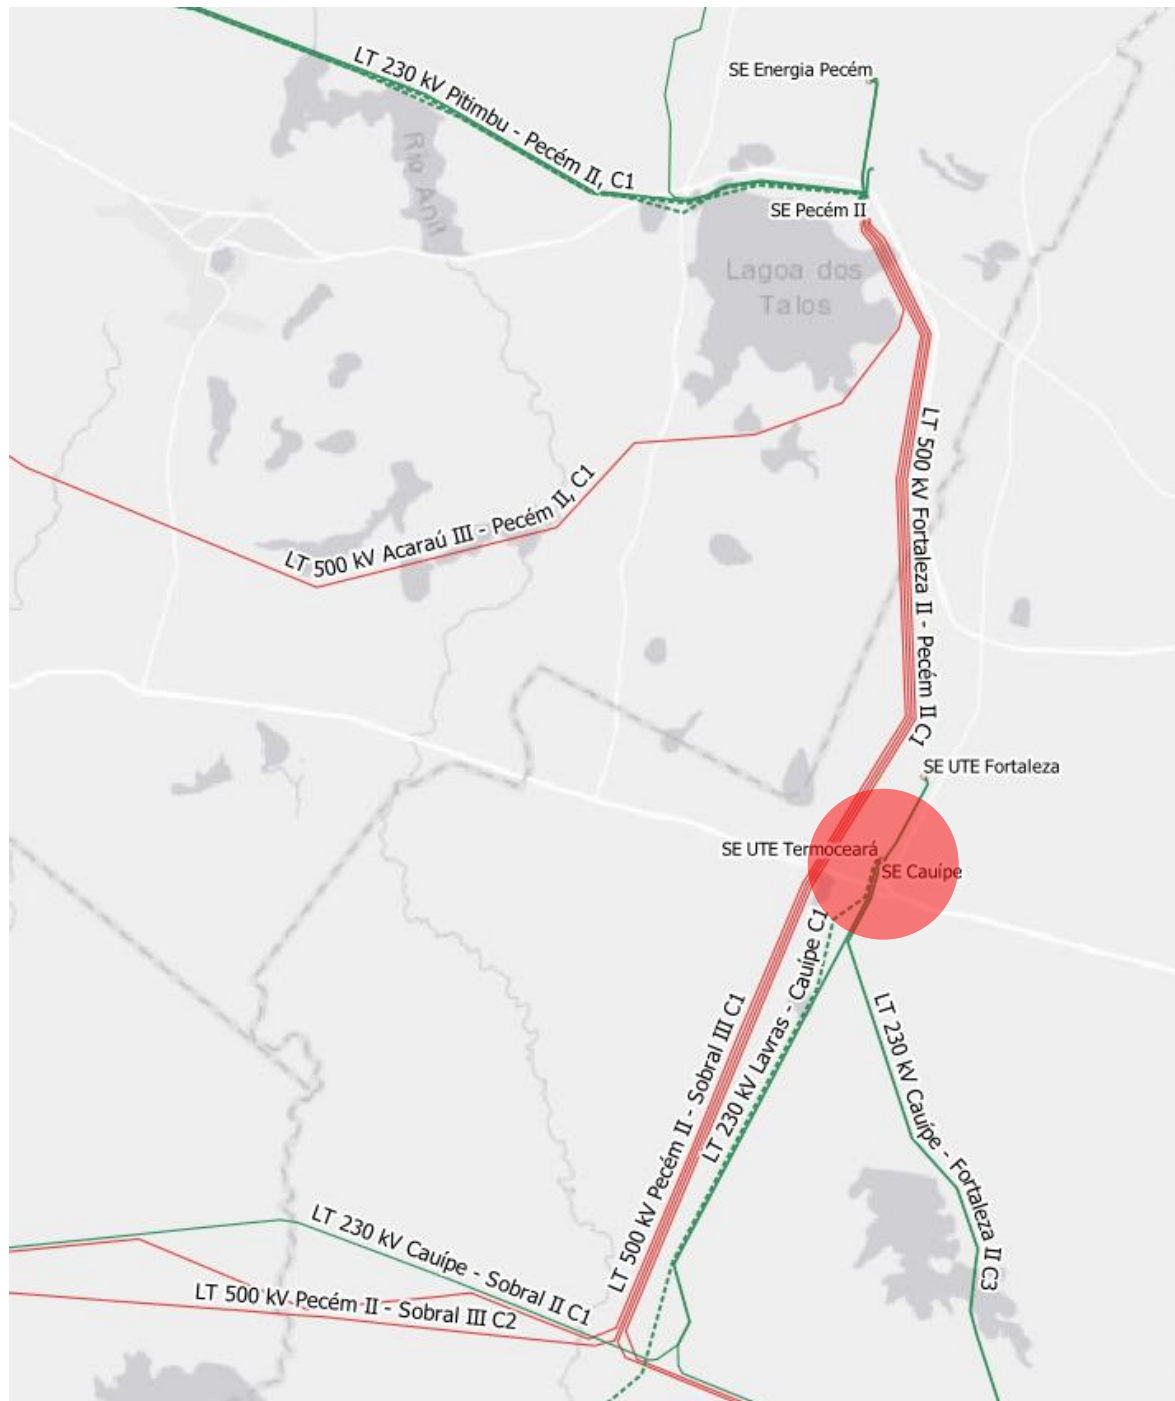 LT 230 kV Pitimbu - Pecém II, C1
SE Energia Pecém
Rio Anil
SE Pecém II
Lagoa dos
Talos
LT 500 kV Fortaleza II - Pecém II C1
LT 500 kV Acaraú III - Pecém II, C1
SE UTE Fortaleza
SE UTE Termoceará
SE Cauípe
LT 500 kV Pecém II - Sobral III C1
LT 230 kV Lavras - Cauípe C1
LT 230 kV Cauípe - Fortaleza II C3
LT 230 kV Cauípe - Sobral II C1
LT 500 kV Pecém II - Sobral III C2